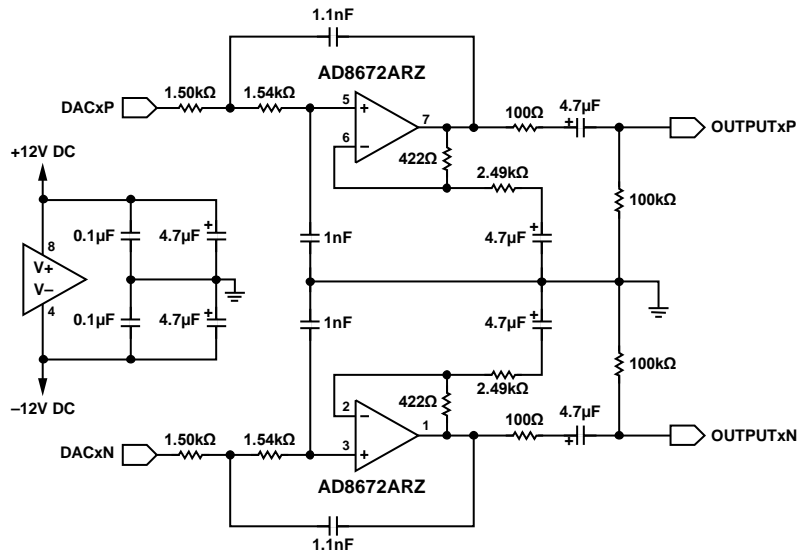 1.1nF
AD8672ARZ
1.50kΩ
1.54kΩ
DACxP
5
+
7
6
–
422Ω
100Ω
4.7µF
+
OUTPUTxP
2.49kΩ
100kΩ
+12V DC
8
V+
V–
4
0.1µF
4.7µF
+
0.1µF
4.7µF
+
–12V DC
1nF
4.7µF
+
1nF
4.7µF
+
2.49kΩ
422Ω
100kΩ
DACxN
1.50kΩ
1.54kΩ
2
–
3
+
1
100Ω
4.7µF
+
OUTPUTxN
AD8672ARZ
1.1nF